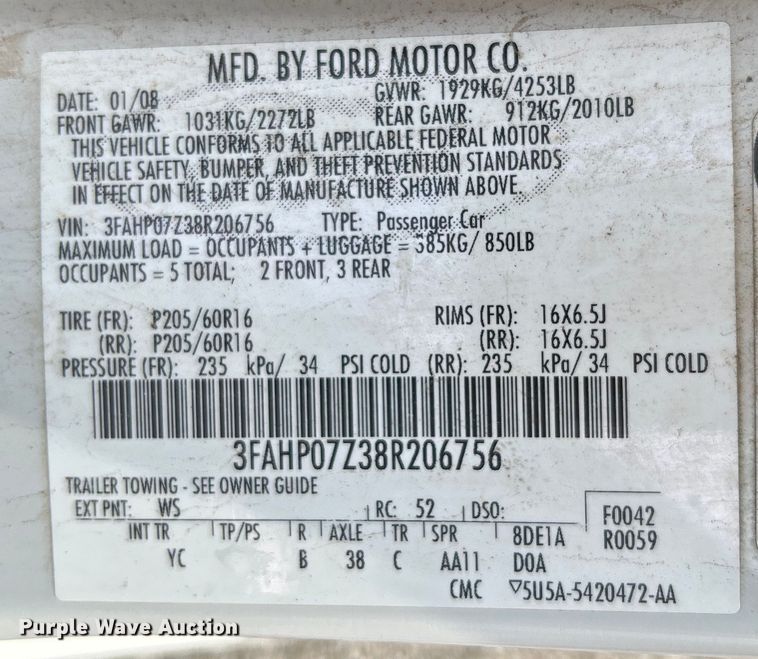 MFD. BY FORD MOTOR CO.
DATE: 01/08 GVWR: 1929KG/4253LB
FRONT GAWR: 1031KG/2272LB REAR GAWR: 912KG/2010LB
THIS VEHICLE CONFORMS TO ALL APPLICABLE FEDERAL MOTOR
VEHICLE SAFETY, BUMPER, AND THEFT PREVENTION STANDARDS
IN EFFECT ON THE DATE OF MANUFACTURE SHOWN ABOVE.
VIN: 3FAHP07Z38R206756 TYPE: Passenger Car
MAXIMUM LOAD = OCCUPANTS + LUGGAGE = 385KG/ 850LB
OCCUPANTS = 5 TOTAL; 2 FRONT, 3 REAR
TIRE (FR): P205/60R16 RIMS (FR): 16X6.5J
(RR): P205/60R16 (RR): 16X6.5J
PRESSURE (FR): 235 kPa/ 34 PSI COLD (RR): 235 kPa/ 34 PSI COLD
3FAHP07Z38R206756
TRAILER TOWING - SEE OWNER GUIDE
EXT PNT: WS RC: 52 DSO: F0042
INT TR TP/PS R AXLE TR SPR 8DE1A R0059
YC B 38 C AA11 DOA
CMC ▽5U5A-5420472-AA
Purple Wave Auction